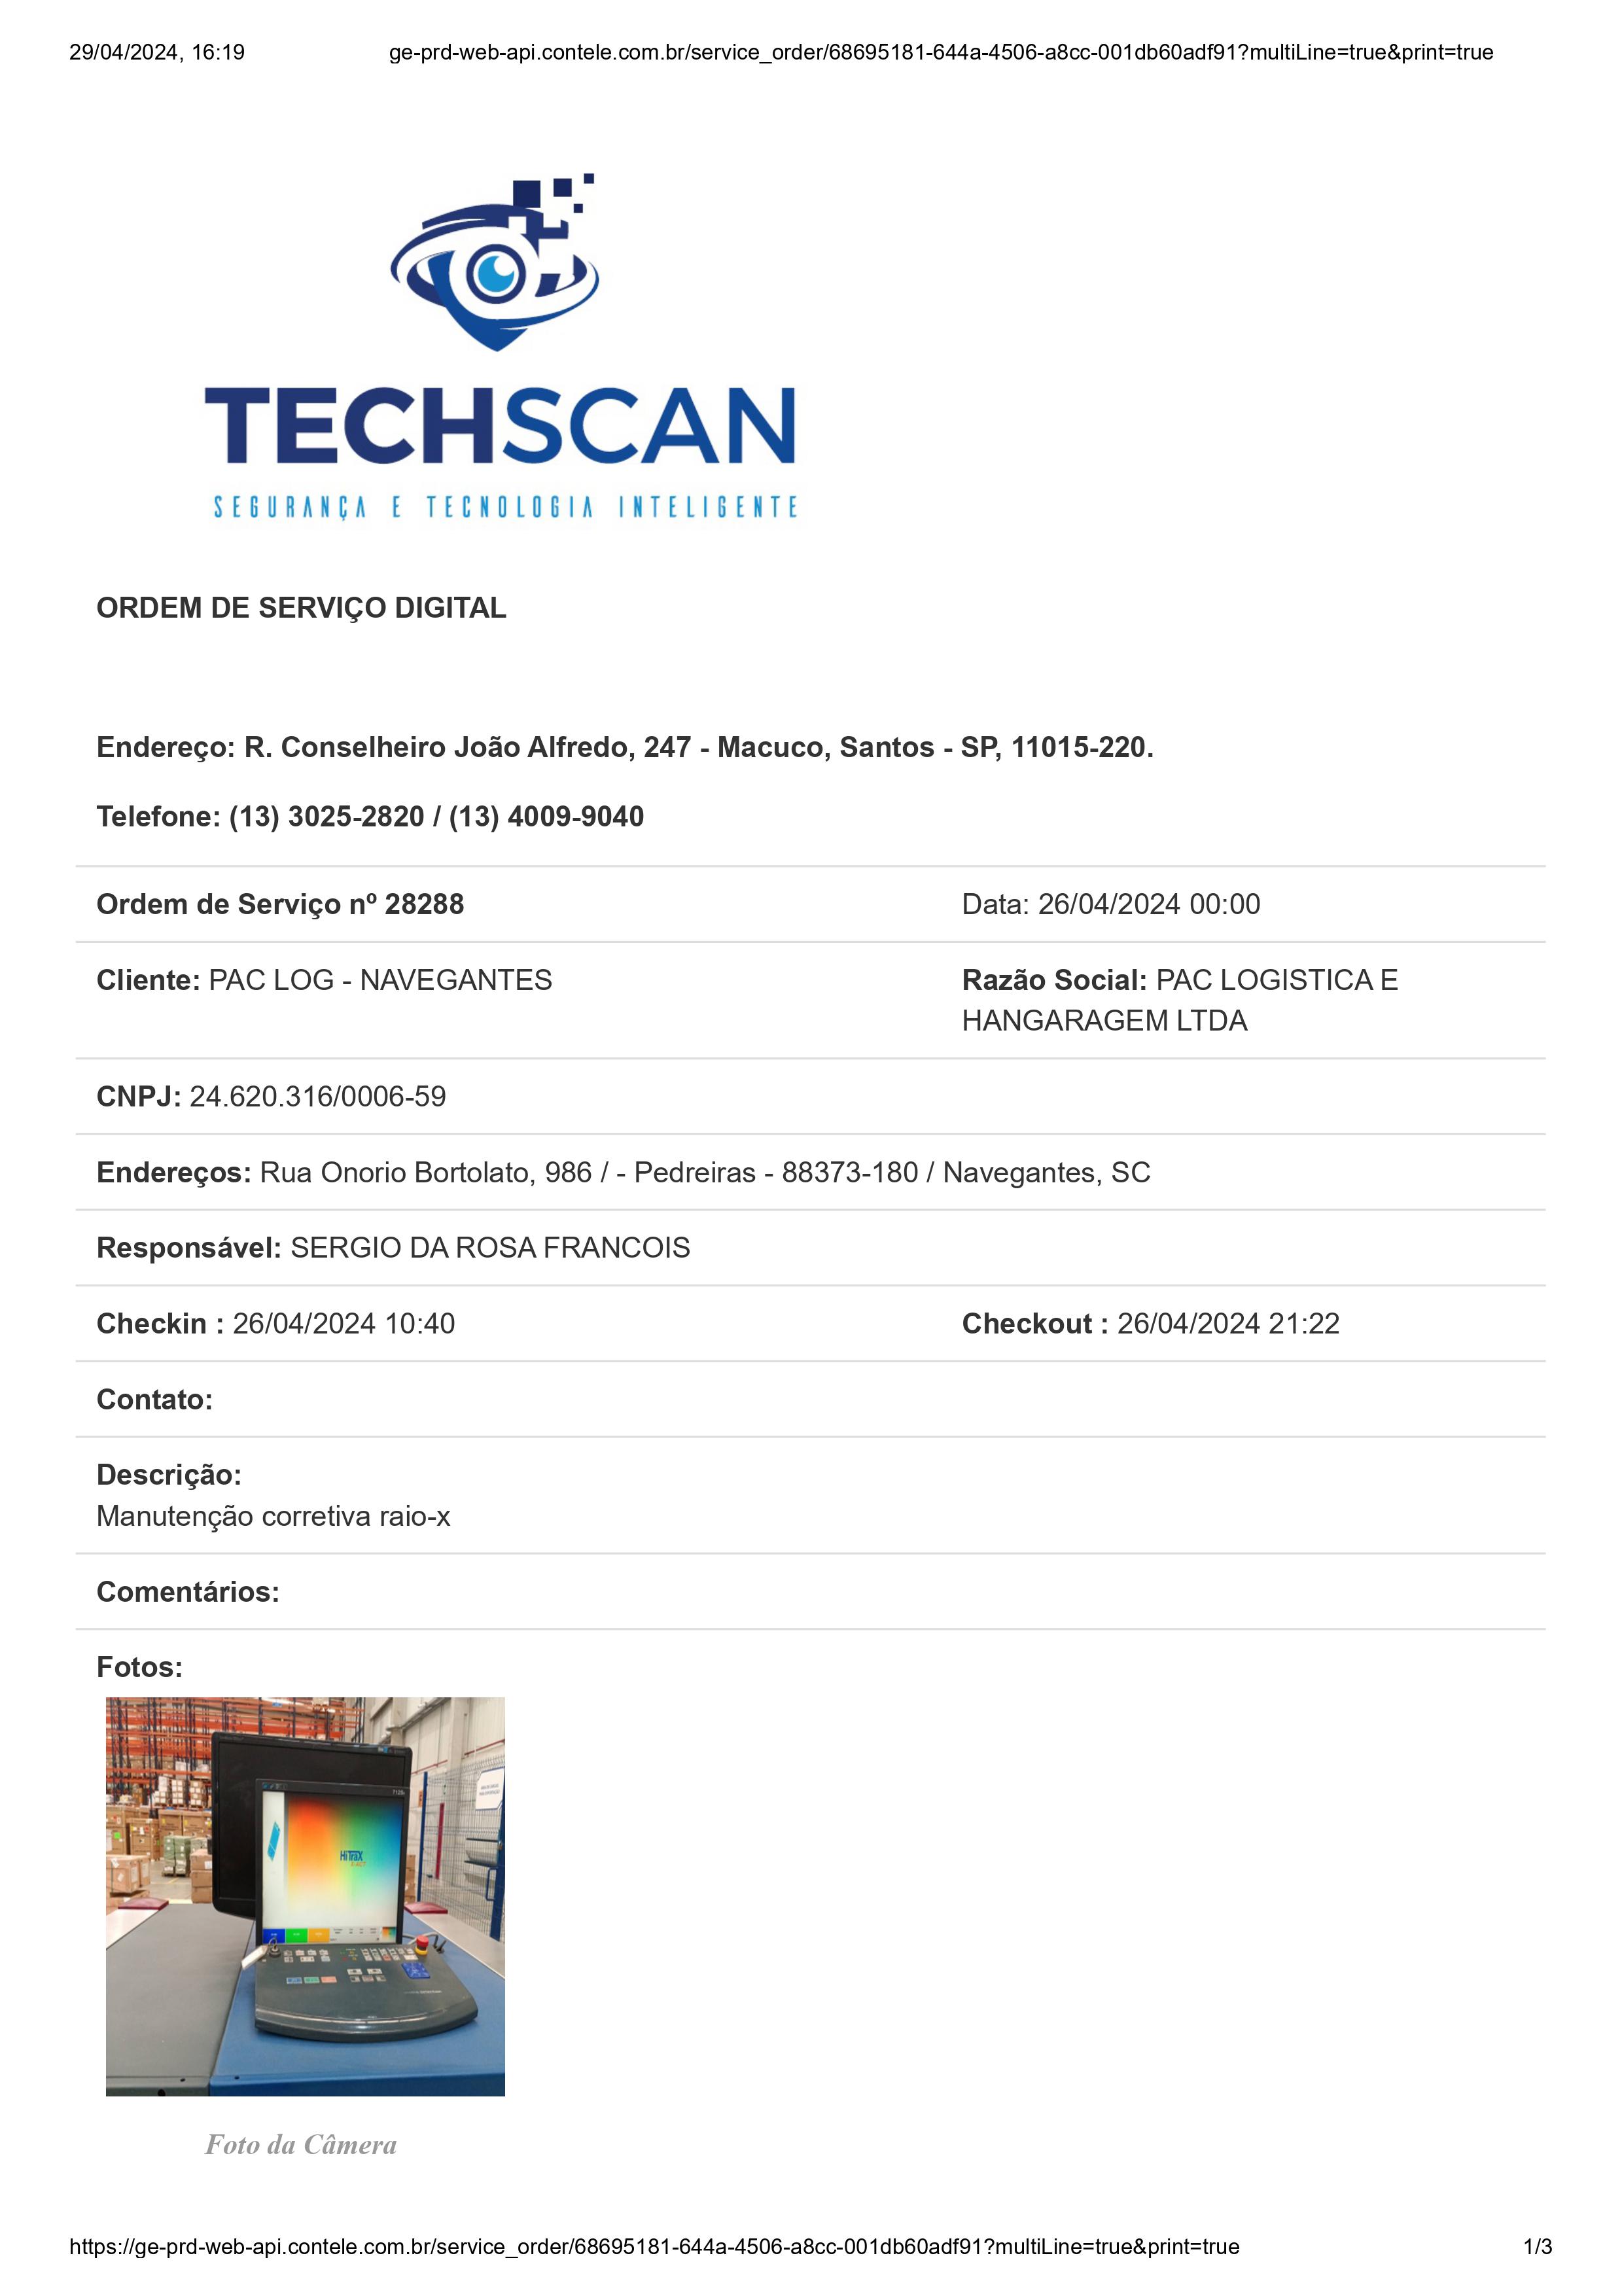 29/04/2024, 16:19 ge-prd-web-api.contele.com.br/service_order/68695181-644a-4506-a8cc-001db60adf91?multiLine=true&print=true
TECHSCAN
SEGURANÇA E TECNOLOGIA INTELIGENTE
ORDEM DE SERVIÇO DIGITAL
Endereço: R. Conselheiro João Alfredo, 247 - Macuco, Santos - SP, 11015-220.
Telefone: (13) 3025-2820 / (13) 4009-9040
Ordem de Serviço nº 28288 Data: 26/04/2024 00:00
Cliente: PAC LOG - NAVEGANTES Razão Social: PAC LOGISTICA E
HANGARAGEM LTDA
CNPJ: 24.620.316/0006-59
Endereços: Rua Onorio Bortolato, 986 / - Pedreiras - 88373-180 / Navegantes, SC
Responsável: SERGIO DA ROSA FRANCOIS
Checkin : 26/04/2024 10:40 Checkout : 26/04/2024 21:22
Contato:
Descrição:
Manutenção corretiva raio-x
Comentários:
Fotos:
HiTraX
Foto da Câmera
https://ge-prd-web-api.contele.com.br/service_order/68695181-644a-4506-a8cc-001db60adf91?multiLine=true&print=true 1/3